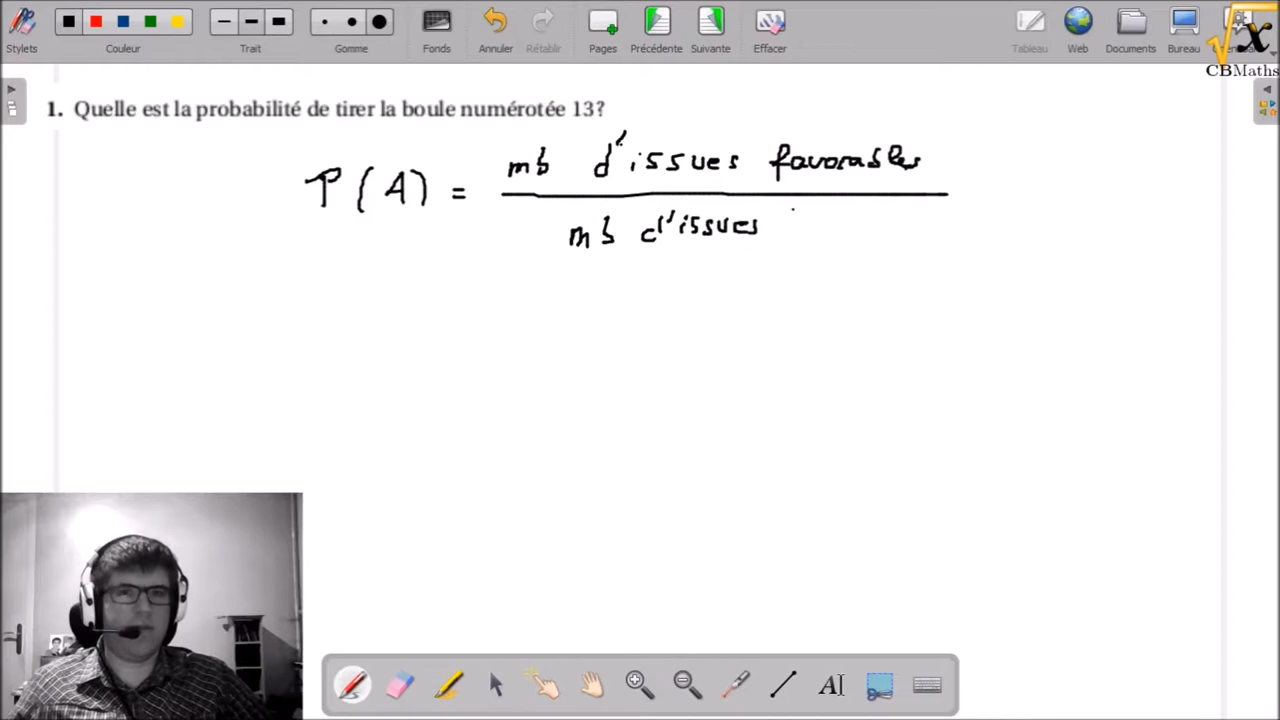 Stylets Couleur Trait Gomme Fonds Annuler Rétablir Pages Précédente Suivante Effacer Tableau Web Documents Bureau
√x
CBMaths
1. Quelle est la probabilité de tirer la boule numérotée 13?
P(A) = nb d'issues favorables
nb d'issues
AI